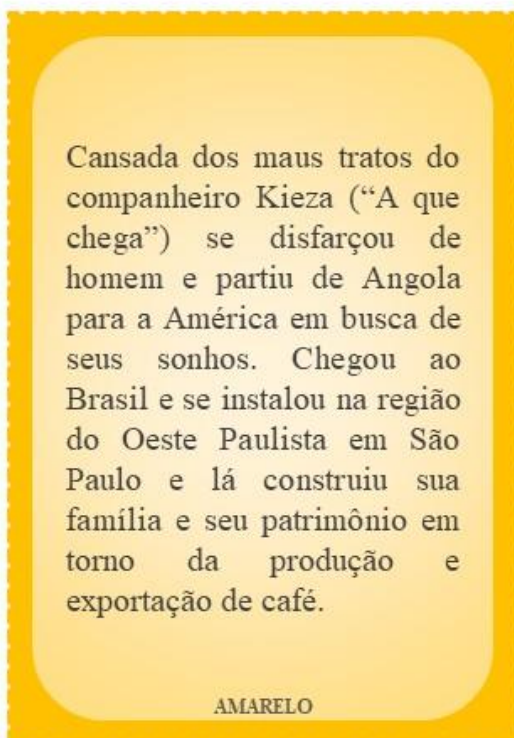 Cansada dos maus tratos do
companheiro Kieza (“A que
chega”) se disfarçou de
homem e partiu de Angola
para a América em busca de
seus sonhos. Chegou ao
Brasil e se instalou na região
do Oeste Paulista em São
Paulo e lá construiu sua
família e seu patrimônio em
torno da produção e
exportação de café.
AMARELO